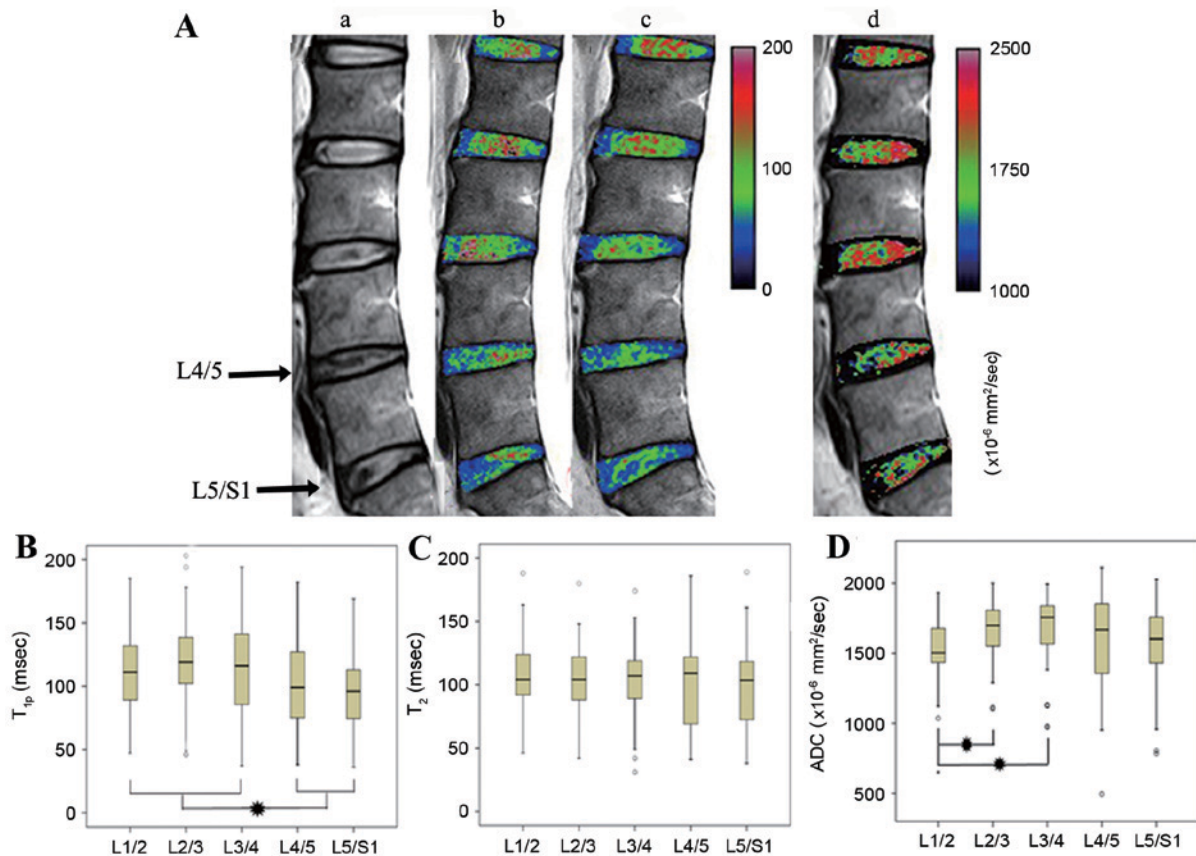 A
a b c d
200
100
0
2500
1750
1000
(x10⁻⁶ mm²/sec)
L4/5
L5/S1
B
200
150
100
50
0
T1p (msec)
L1/2 L2/3 L3/4 L4/5 L5/S1
C
200
150
100
50
0
T2 (msec)
L1/2 L2/3 L3/4 L4/5 L5/S1
D
2000
1500
1000
500
ADC (x10⁻⁶ mm²/sec)
L1/2 L2/3 L3/4 L4/5 L5/S1